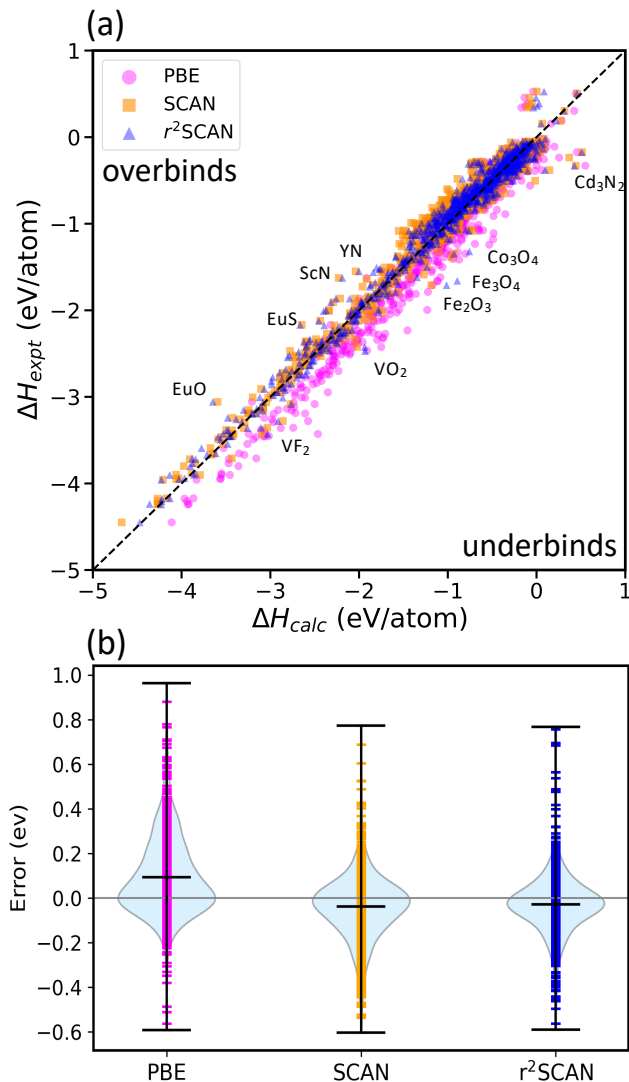 (a)
1
0
−1
−2
−3
−4
−5
ΔH_expt (eV/atom)
PBE
SCAN
r²SCAN
overbinds
Cd₃N₂
YN
Co₃O₄
ScN
Fe₃O₄
Fe₂O₃
EuS
VO₂
EuO
VF₂
underbinds
−5 −4 −3 −2 −1 0 1
ΔH_calc (eV/atom)
(b)
1.0
0.8
0.6
0.4
0.2
0.0
−0.2
−0.4
−0.6
Error (ev)
PBE SCAN r²SCAN